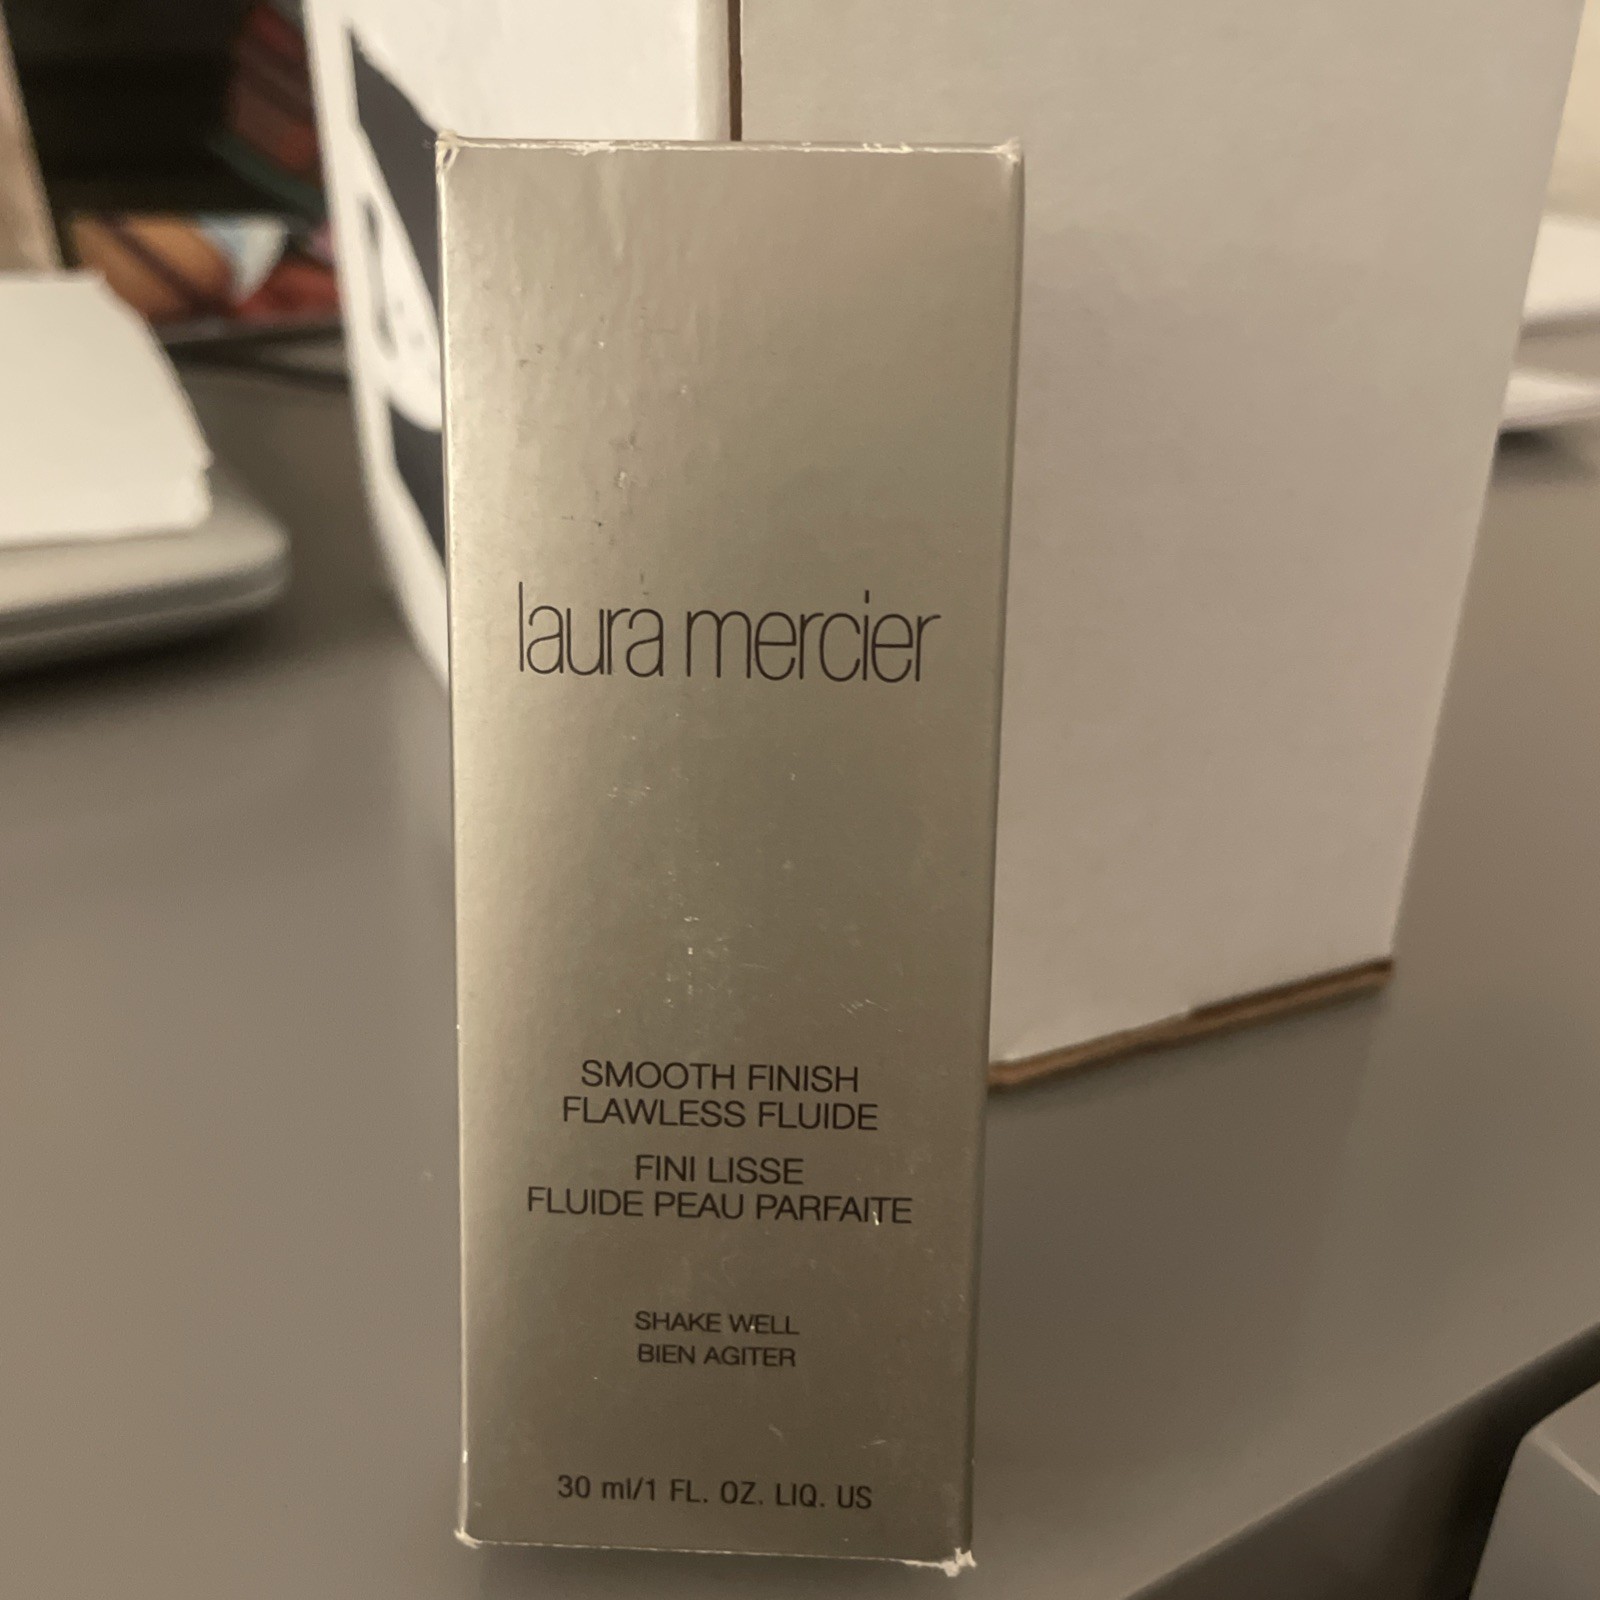 laura mercier
SMOOTH FINISH
FLAWLESS FLUIDE
FINI LISSE
FLUIDE PEAU PARFAITE
SHAKE WELL
BIEN AGITER
30 ml/1 FL. OZ. LIQ. US